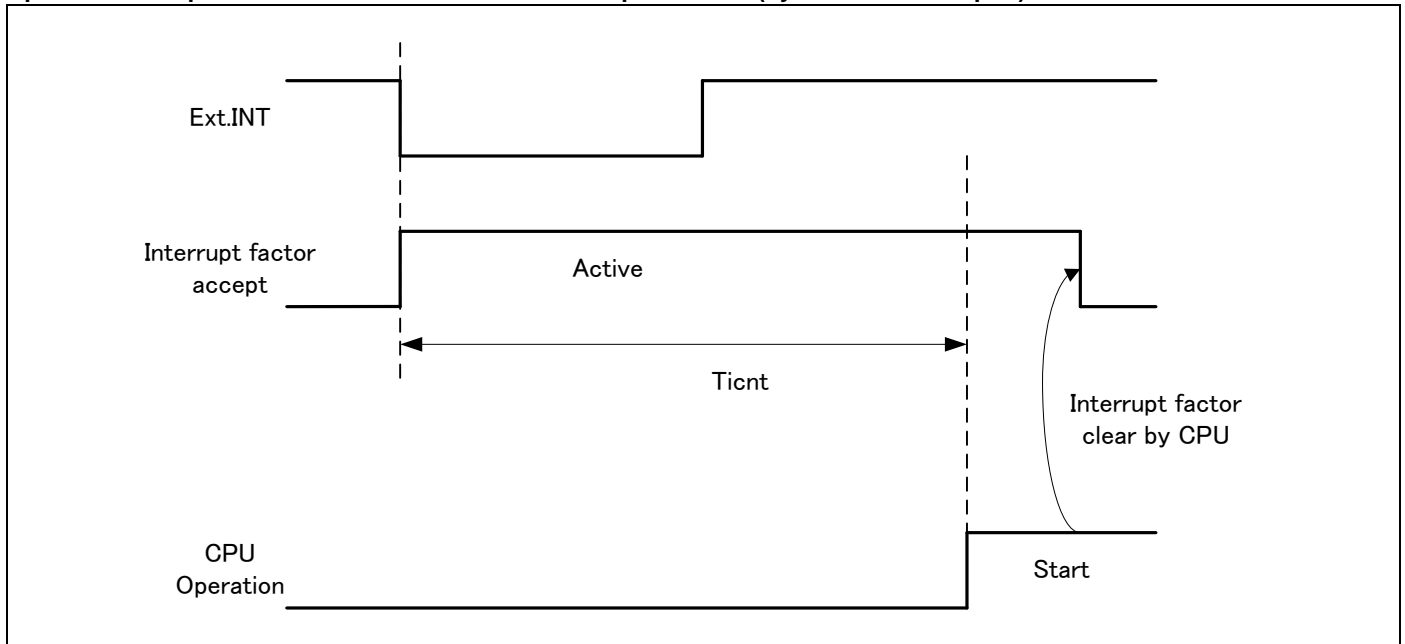 Ext.INT
Interrupt factor
accept
Active
Ticnt
Interrupt factor
clear by CPU
CPU
Operation
Start